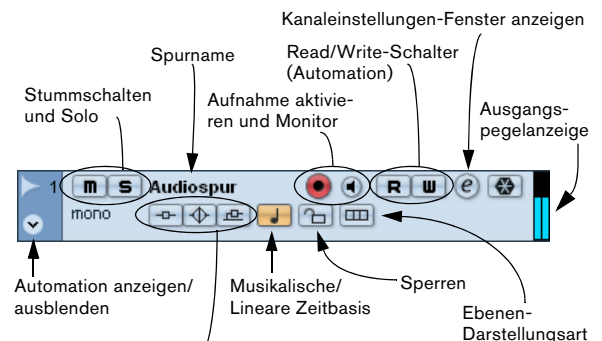 Kanaleinstellungen-Fenster anzeigen
Spurname
Read/Write-Schalter
(Automation)
Stummschalten
und Solo
Aufnahme aktivie-
ren und Monitor
Ausgangs-
pegelanzeige
1 m S Audiospur R W e
mono
Automation anzeigen/
ausblenden
Musikalische/
Lineare Zeitbasis
Sperren
Ebenen-
Darstellungsart